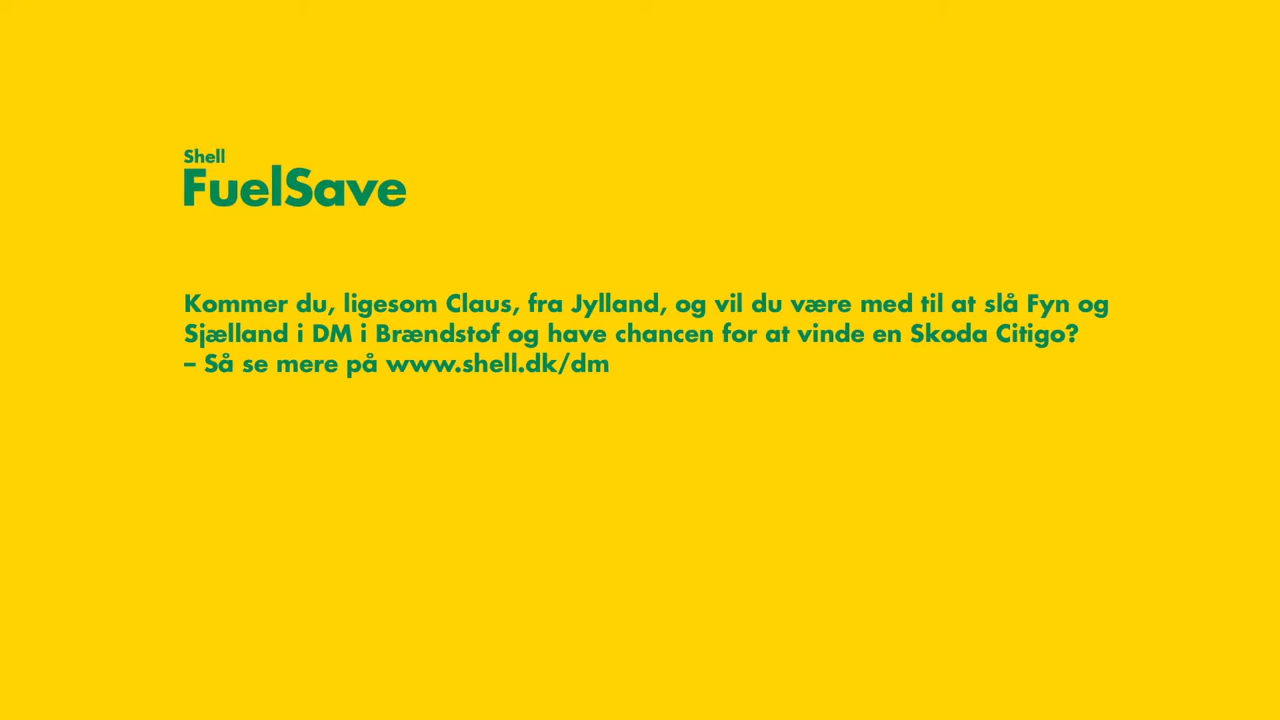 Shell
FuelSave
Kommer du, ligesom Claus, fra Jylland, og vil du være med til at slå Fyn og
Sjælland i DM i Brændstof og have chancen for at vinde en Skoda Citigo?
– Så se mere på www.shell.dk/dm